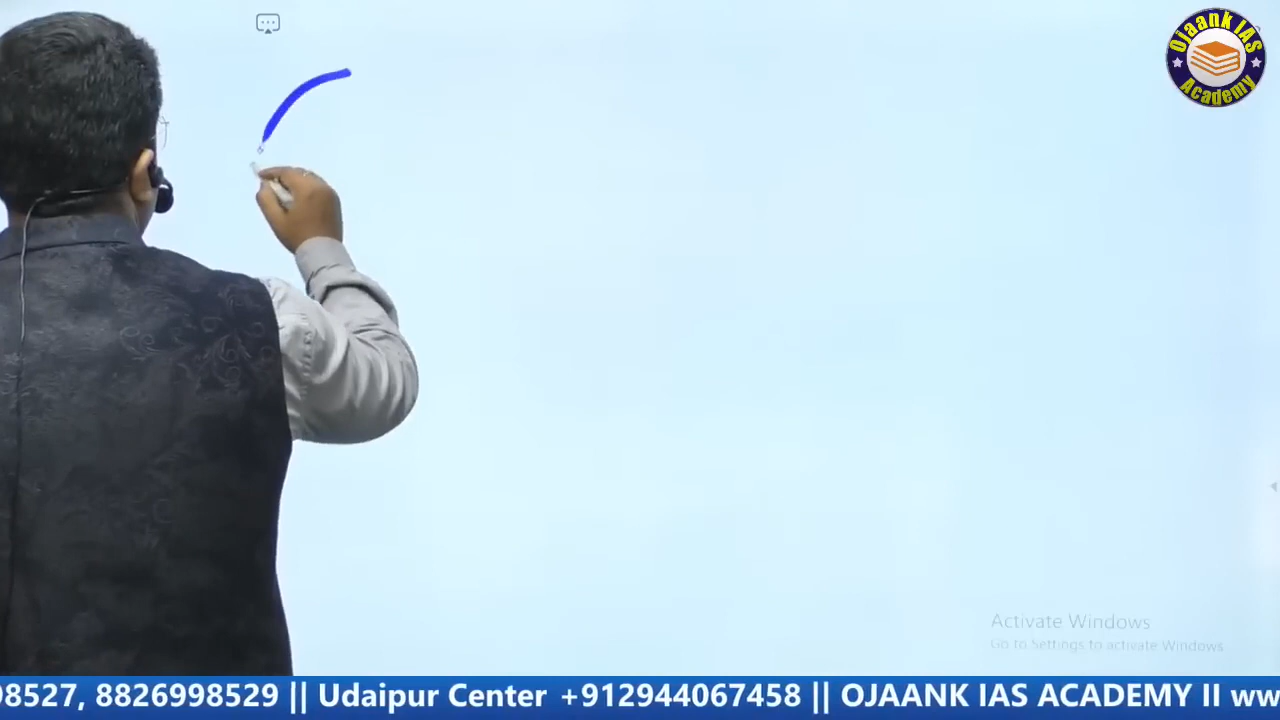 Ojaank IAS
Academy
Activate Windows
Go to Settings to activate Windows
98527, 8826998529 || Udaipur Center +912944067458 || OJAANK IAS ACADEMY II ww